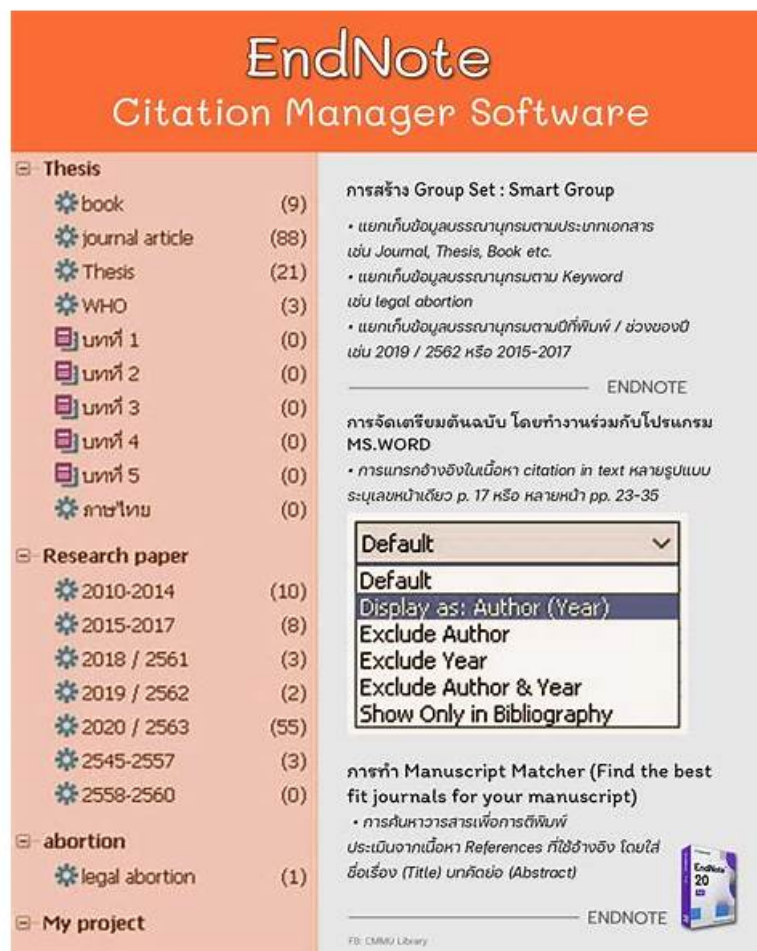 EndNote
Citation Manager Software
Thesis
book (9)
journal article (88)
Thesis (21)
WHO (3)
บทที่ 1 (0)
บทที่ 2 (0)
บทที่ 3 (0)
บทที่ 4 (0)
บทที่ 5 (0)
ภาษาไทย (0)
Research paper
2010-2014 (10)
2015-2017 (8)
2018 / 2561 (3)
2019 / 2562 (2)
2020 / 2563 (55)
2545-2557 (3)
2558-2560 (0)
abortion
legal abortion (1)
My project
การสร้าง Group Set : Smart Group
• แยกเก็บข้อมูลบรรณานุกรมตามประเภทเอกสาร
เช่น Journal, Thesis, Book etc.
• แยกเก็บข้อมูลบรรณานุกรมตาม Keyword
เช่น legal abortion
• แยกเก็บข้อมูลบรรณานุกรมตามปีที่พิมพ์ / ช่วงของปี
เช่น 2019 / 2562 หรือ 2015-2017
ENDNOTE
การจัดเตรียมต้นฉบับ โดยทำงานร่วมกับโปรแกรม
MS.WORD
• การแทรกอ้างอิงในเนื้อหา citation in text หลายรูปแบบ
ระบุเลขหน้าเดียว p. 17 หรือ หลายหน้า pp. 23-35
Default
Default
Display as: Author (Year)
Exclude Author
Exclude Year
Exclude Author & Year
Show Only in Bibliography
การทำ Manuscript Matcher (Find the best
fit journals for your manuscript)
• การค้นหาวารสารเพื่อการตีพิมพ์
ประเมินจากเนื้อหา References ที่ใช้อ้างอิง โดยใส่
ชื่อเรื่อง (Title) บทคัดย่อ (Abstract)
EndNote
20
ENDNOTE
FB: CMMU Library